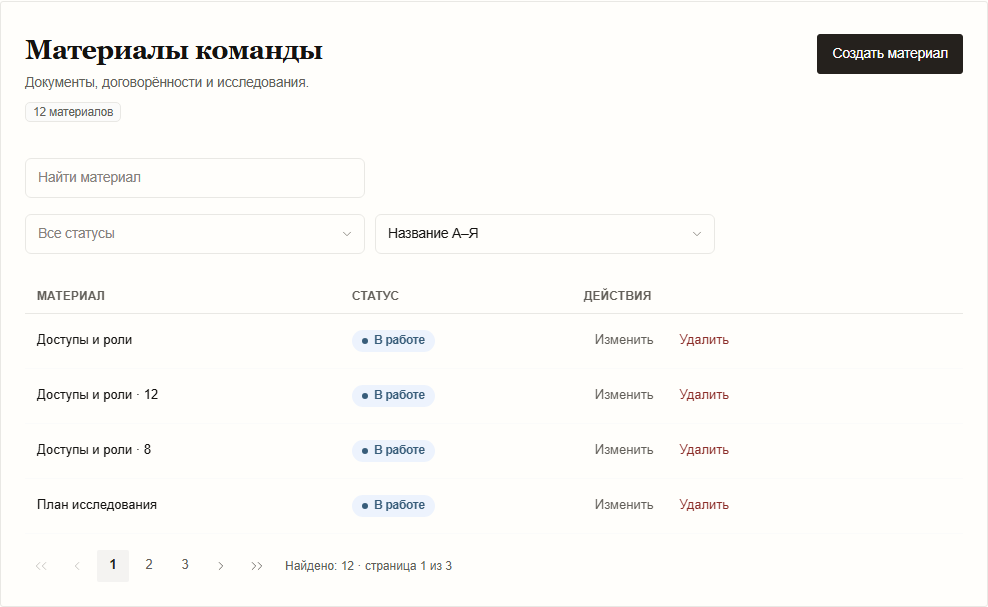 Материалы команды
Создать материал
Документы, договорённости и исследования.
12 материалов
Найти материал
Все статусы
Название А–Я
МАТЕРИАЛ СТАТУС ДЕЙСТВИЯ
Доступы и роли В работе Изменить Удалить
Доступы и роли · 12 В работе Изменить Удалить
Доступы и роли · 8 В работе Изменить Удалить
План исследования В работе Изменить Удалить
<< < 1 2 3 > >> Найдено: 12 · страница 1 из 3